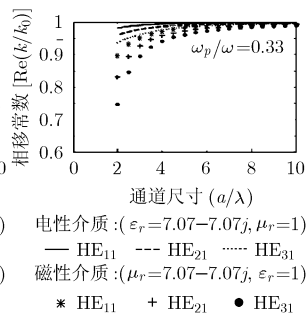 相移常数 [Re(k/k₀)]
1
0.9
0.8
0.7
0.6
ωp/ω=0.33
0 0 2 4 6 8 10
通道尺寸 (a/λ)
) 电性介质:(εr=7.07−7.07j, μr=1)
HE₁₁ HE₂₁ HE₃₁
) 磁性介质:(μr=7.07−7.07j, εr=1)
HE₁₁ HE₂₁ HE₃₁